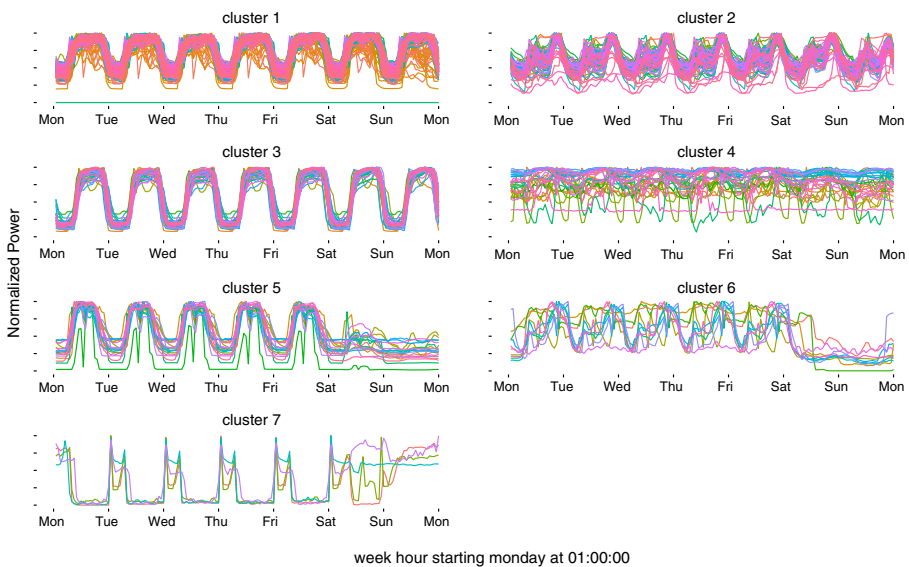 cluster 1
cluster 2
Mon Tue Wed Thu Fri Sat Sun Mon
Mon Tue Wed Thu Fri Sat Sun Mon
cluster 3
cluster 4
Mon Tue Wed Thu Fri Sat Sun Mon
Mon Tue Wed Thu Fri Sat Sun Mon
Normalized Power
cluster 5
cluster 6
Mon Tue Wed Thu Fri Sat Sun Mon
Mon Tue Wed Thu Fri Sat Sun Mon
cluster 7
Mon Tue Wed Thu Fri Sat Sun Mon
week hour starting monday at 01:00:00